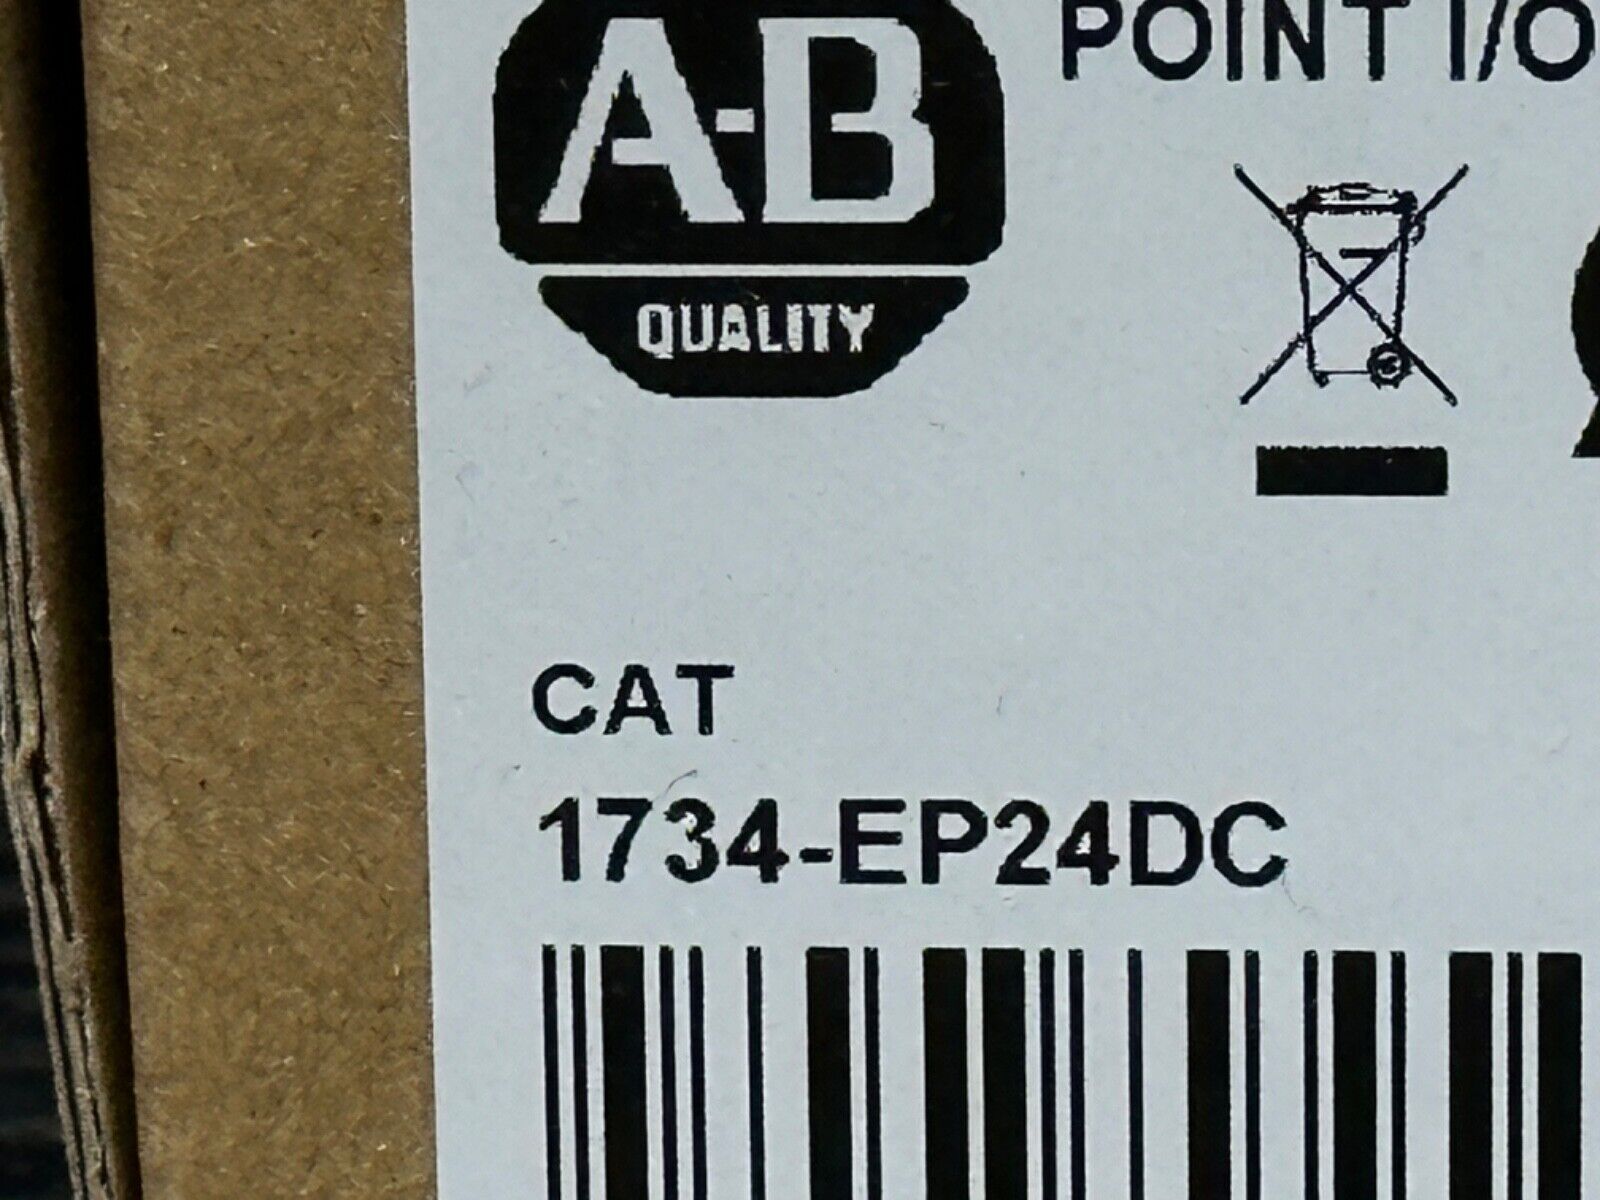 A-B
POINT I/O
QUALITY
CAT
1734-EP24DC